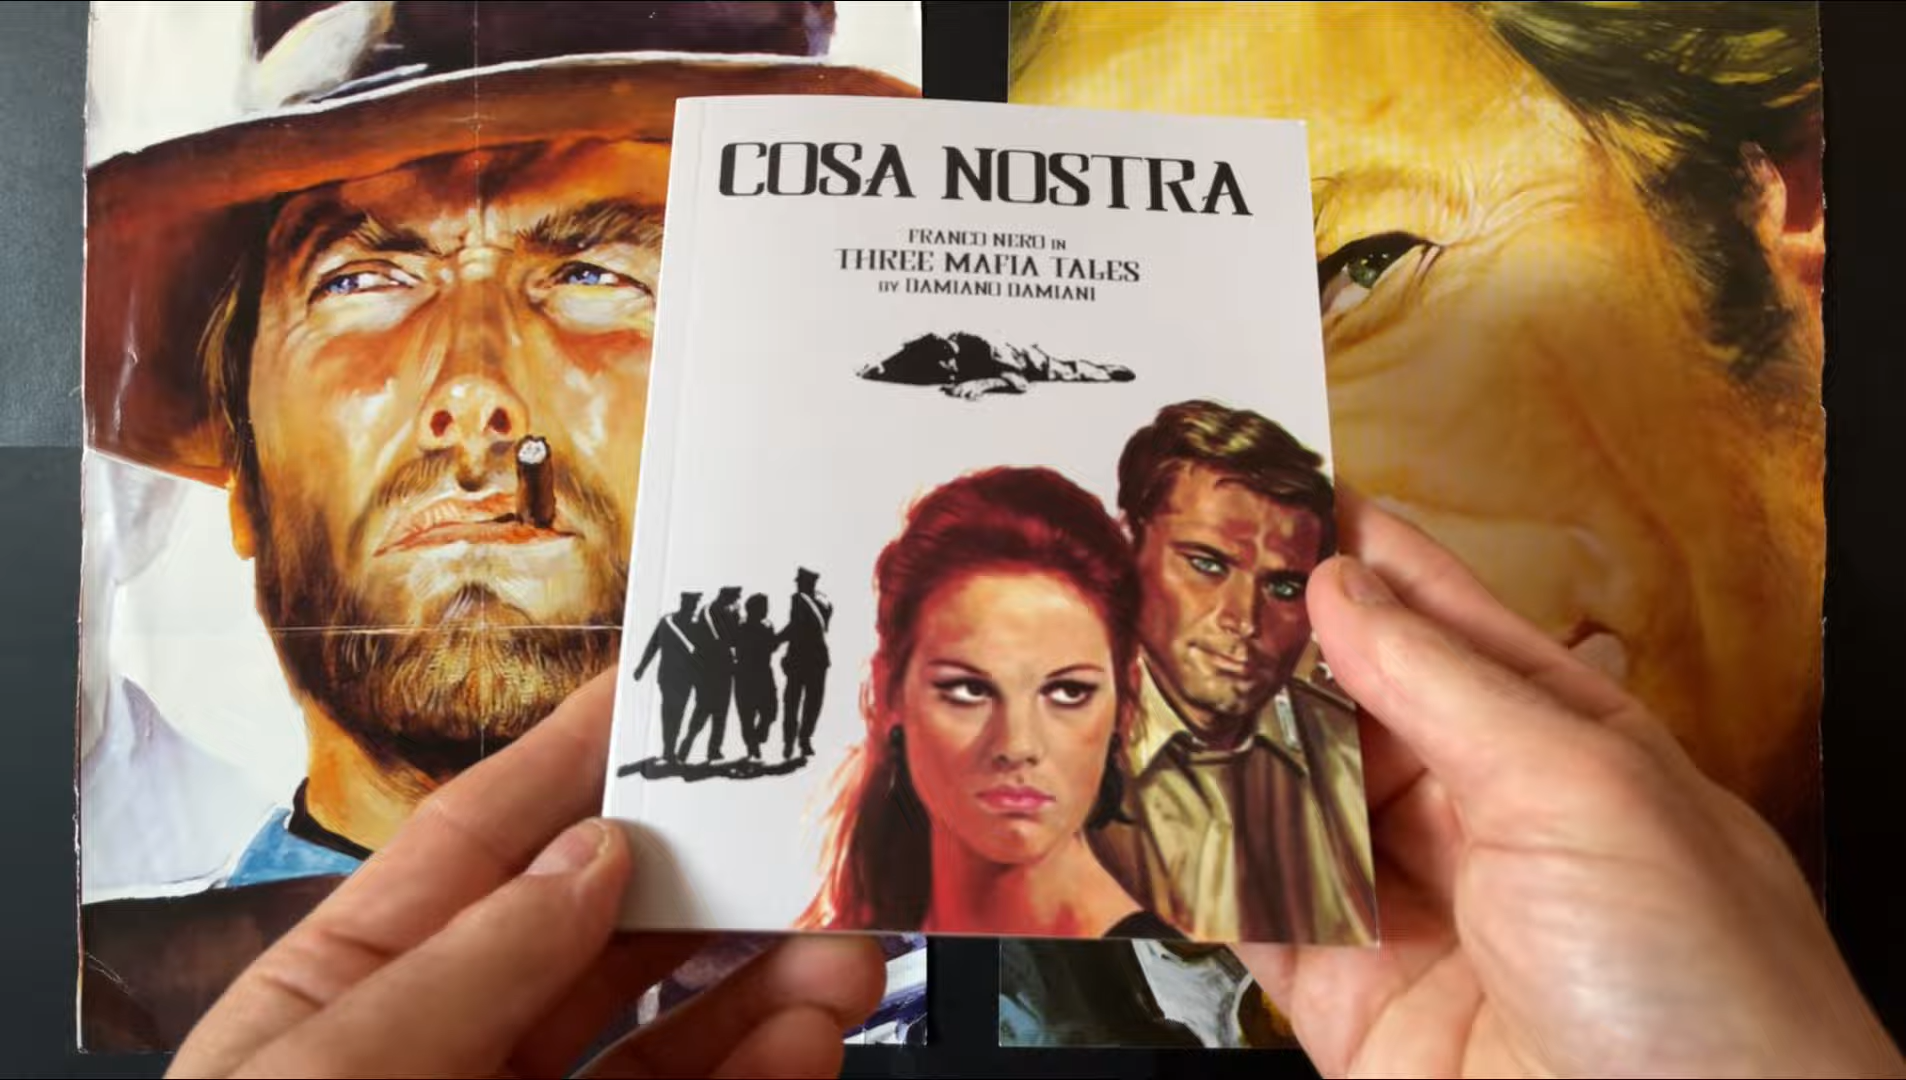 COSA NOSTRA
FRANCO NERO IN
THREE MAFIA TALES
BY DAMIANO DAMIANI